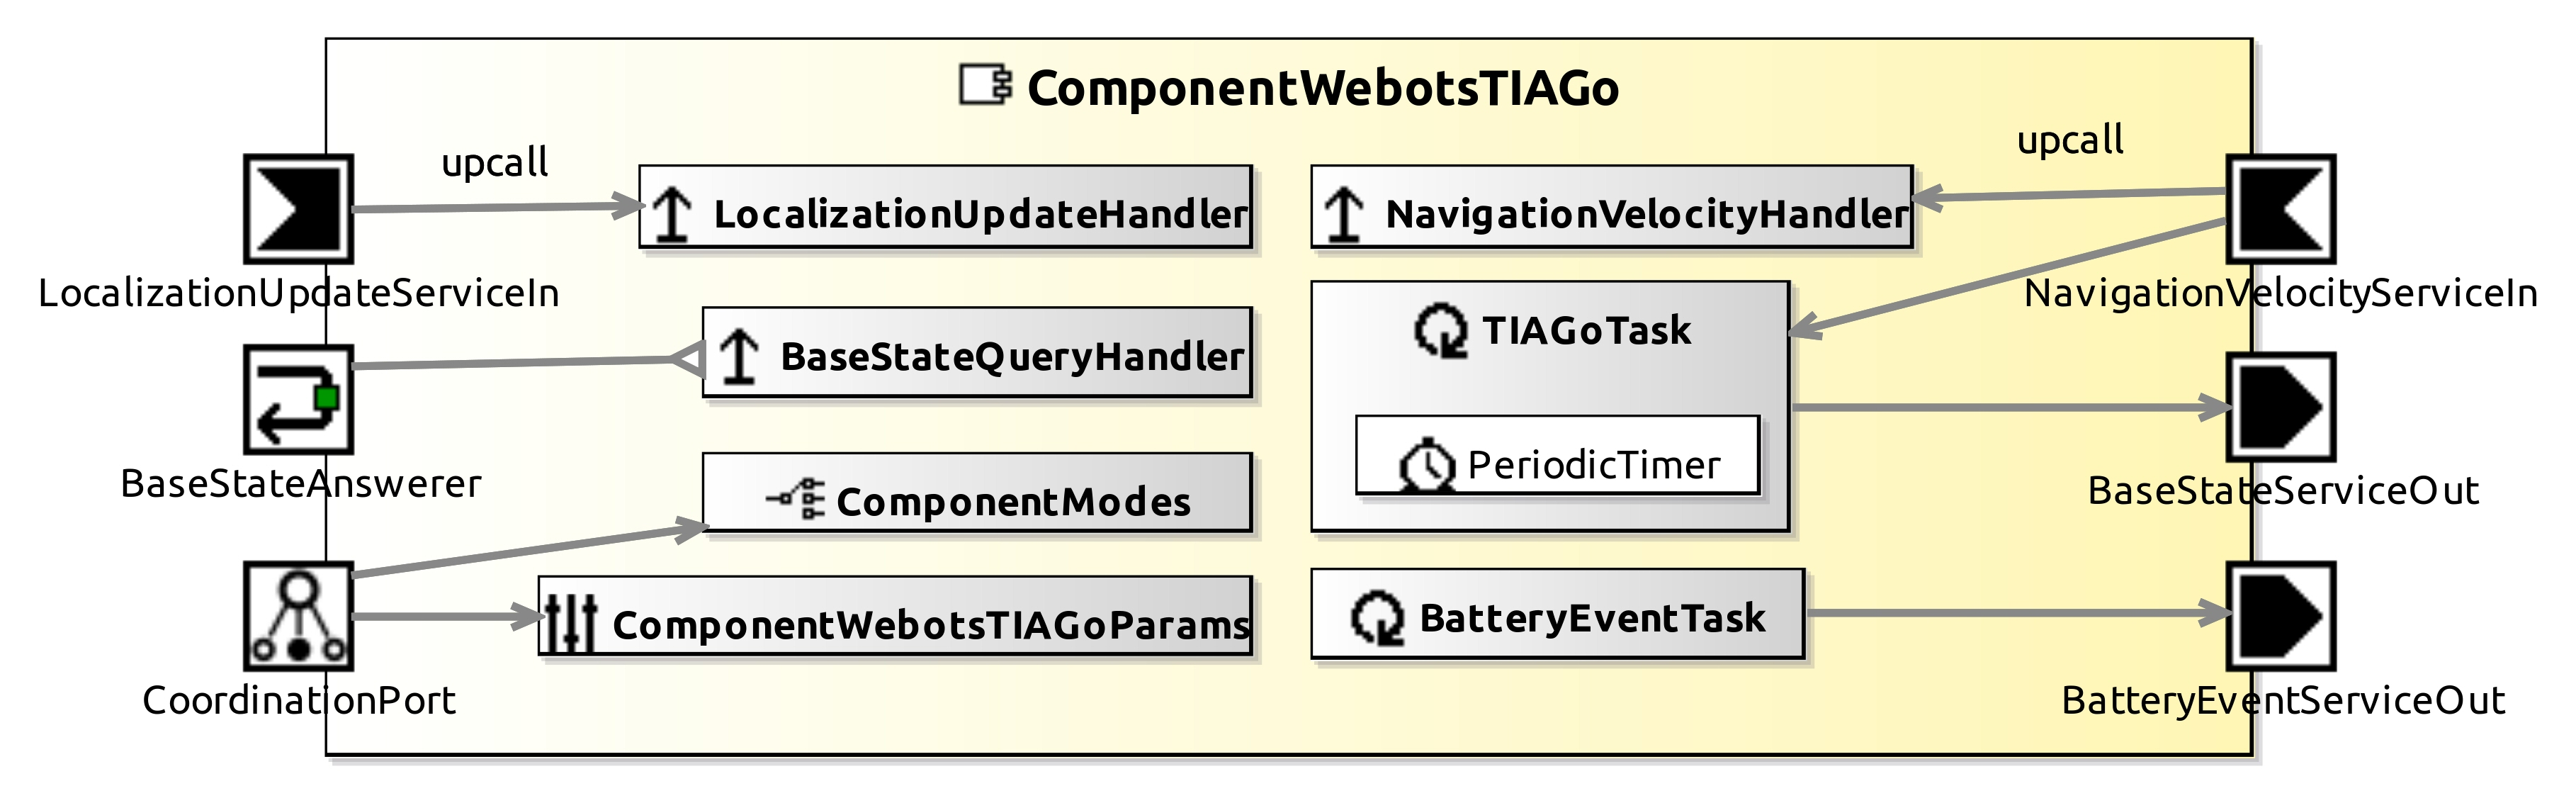 ComponentWebotsTIAGo
upcall
LocalizationUpdateHandler
LocalizationUpdateServiceIn
BaseStateQueryHandler
BaseStateAnswerer
ComponentModes
ComponentWebotsTIAGoParams
CoordinationPort
upcall
NavigationVelocityHandler
NavigationVelocityServiceIn
TIAGoTask
PeriodicTimer
BaseStateServiceOut
BatteryEventTask
BatteryEventServiceOut